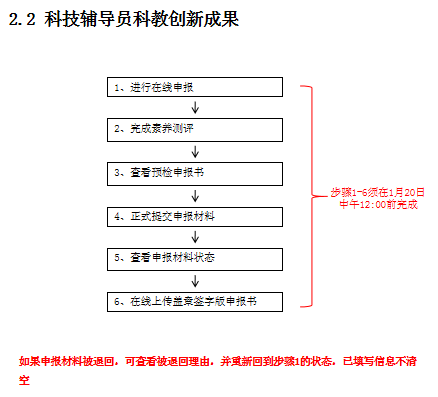 2.2 科技辅导员科教创新成果
1、进行在线申报
2、完成素养测评
3、查看预检申报书
4、正式提交申报材料
5、查看申报材料状态
6、在线上传盖章签字版申报书
步骤1-6须在1月20日
中午12:00前完成
如果申报材料被退回，可查看被退回理由，并重新回到步骤1的状态，已填写信息不清
空